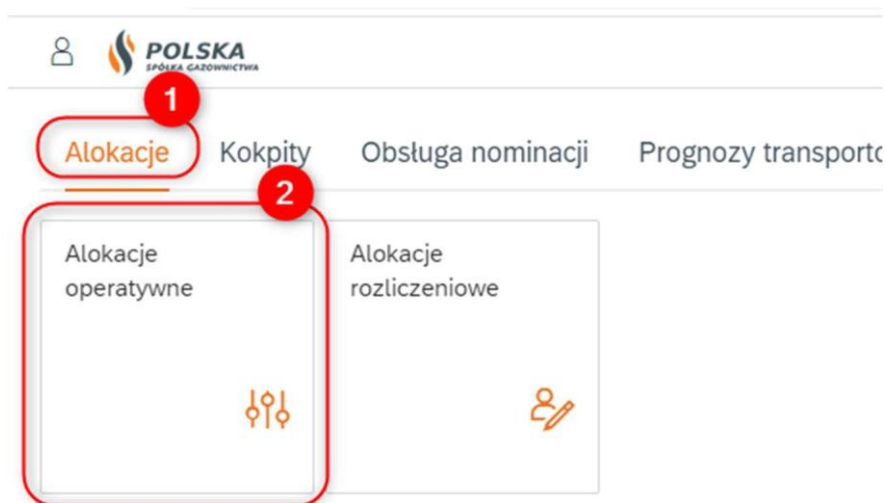 POLSKA
SPÓŁKA GAZOWNICTWA
1
Alokacje Kokpity Obsługa nominacji Prognozy transporto
2
Alokacje
operatywne
Alokacje
rozliczeniowe